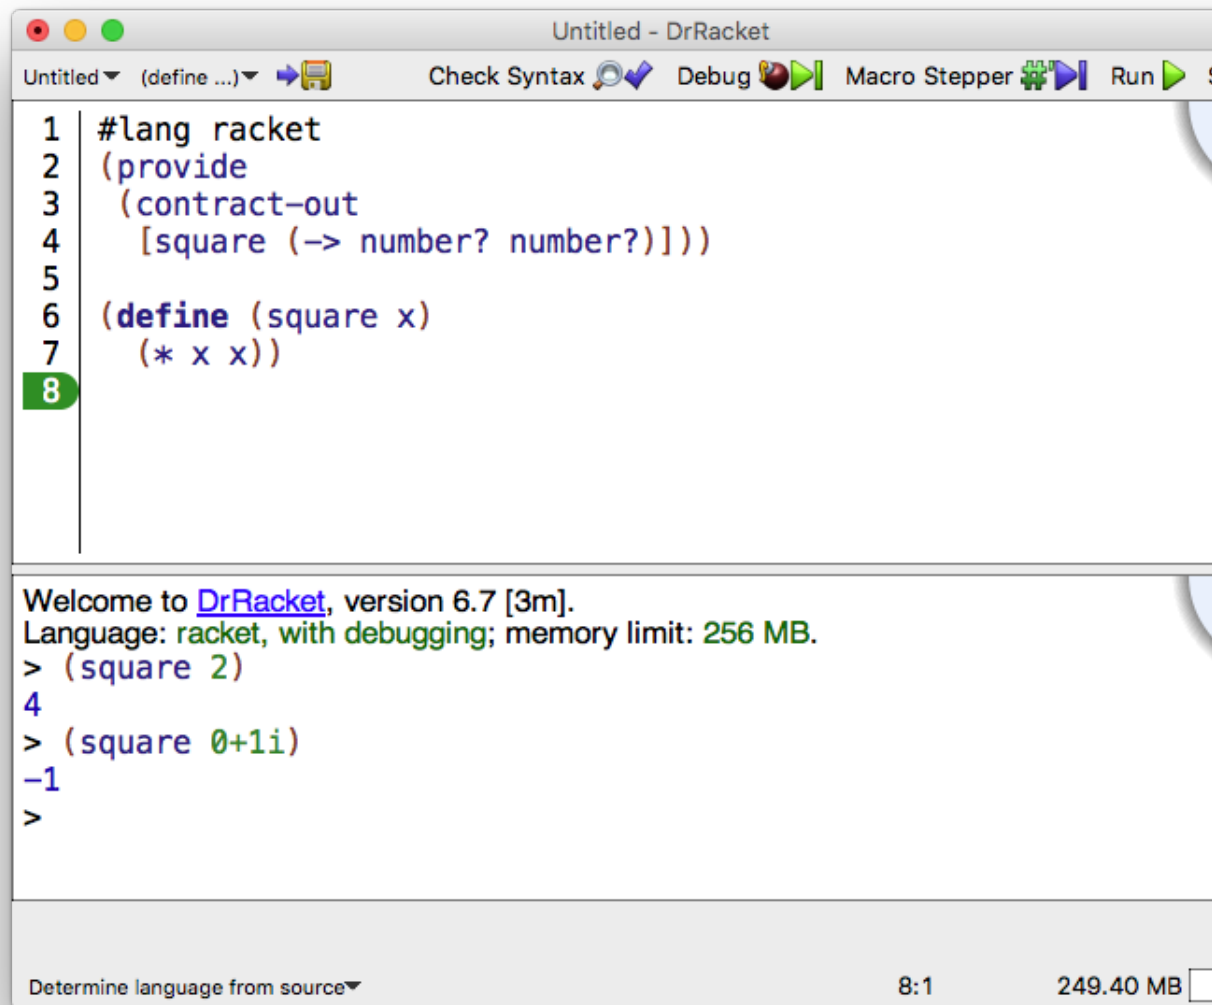 Untitled - DrRacket
Untitled (define ...) Check Syntax Debug Macro Stepper Run
1 #lang racket
2 (provide
3  (contract-out
4   [square (-> number? number?)]))
5
6 (define (square x)
7   (* x x))
8
Welcome to DrRacket, version 6.7 [3m].
Language: racket, with debugging; memory limit: 256 MB.
> (square 2)
4
> (square 0+1i)
-1
>
Determine language from source 8:1 249.40 MB